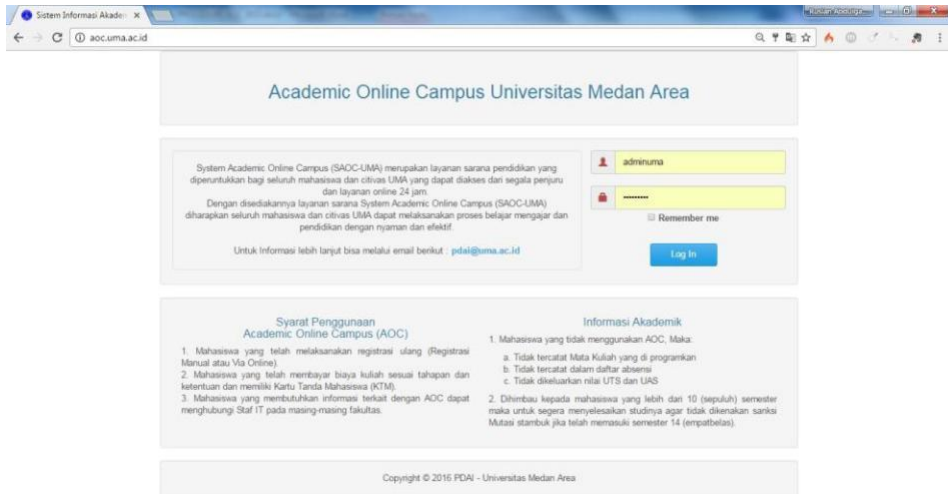 Sistem Informasi Akaden
aoc.uma.ac.id
Academic Online Campus Universitas Medan Area
System Academic Online Campus (SAOC-UMA) merupakan layanan sarana pendidikan yang
diperuntukkan bagi seluruh mahasiswa dan citivas UMA yang dapat diakses dari segala penjuru
dan layanan online 24 jam.
Dengan disediakannya layanan sarana System Academic Online Campus (SAOC-UMA)
diharapkan seluruh mahasiswa dan citivas UMA dapat melaksanakan proses belajar mengajar dan
pendidikan dengan nyaman dan efektif.
Untuk Informasi lebih lanjut bisa melalui email berikut : pdai@uma.ac.id
adminuma
Remember me
Log In
Syarat Penggunaan
Academic Online Campus (AOC)
1. Mahasiswa yang telah melaksanakan registrasi ulang (Registrasi
Manual atau Via Online).
2. Mahasiswa yang telah membayar biaya kuliah sesuai tahapan dan
ketentuan dan memiliki Kartu Tanda Mahasiswa (KTM).
3. Mahasiswa yang membutuhkan informasi terkait dengan AOC dapat
menghubungi Staf IT pada masing-masing fakultas.
Informasi Akademik
1. Mahasiswa yang tidak menggunakan AOC, Maka:
a. Tidak tercatat Mata Kuliah yang di programkan
b. Tidak tercatat dalam daftar absensi
c. Tidak dikeluarkan nilai UTS dan UAS
2. Dihimbau kepada mahasiswa yang lebih dari 10 (sepuluh) semester
maka untuk segera menyelesaikan studinya agar tidak dikenakan sanksi
Mutasi stambuk jika telah memasuki semester 14 (empatbelas).
Copyright © 2016 PDAI - Universitas Medan Area